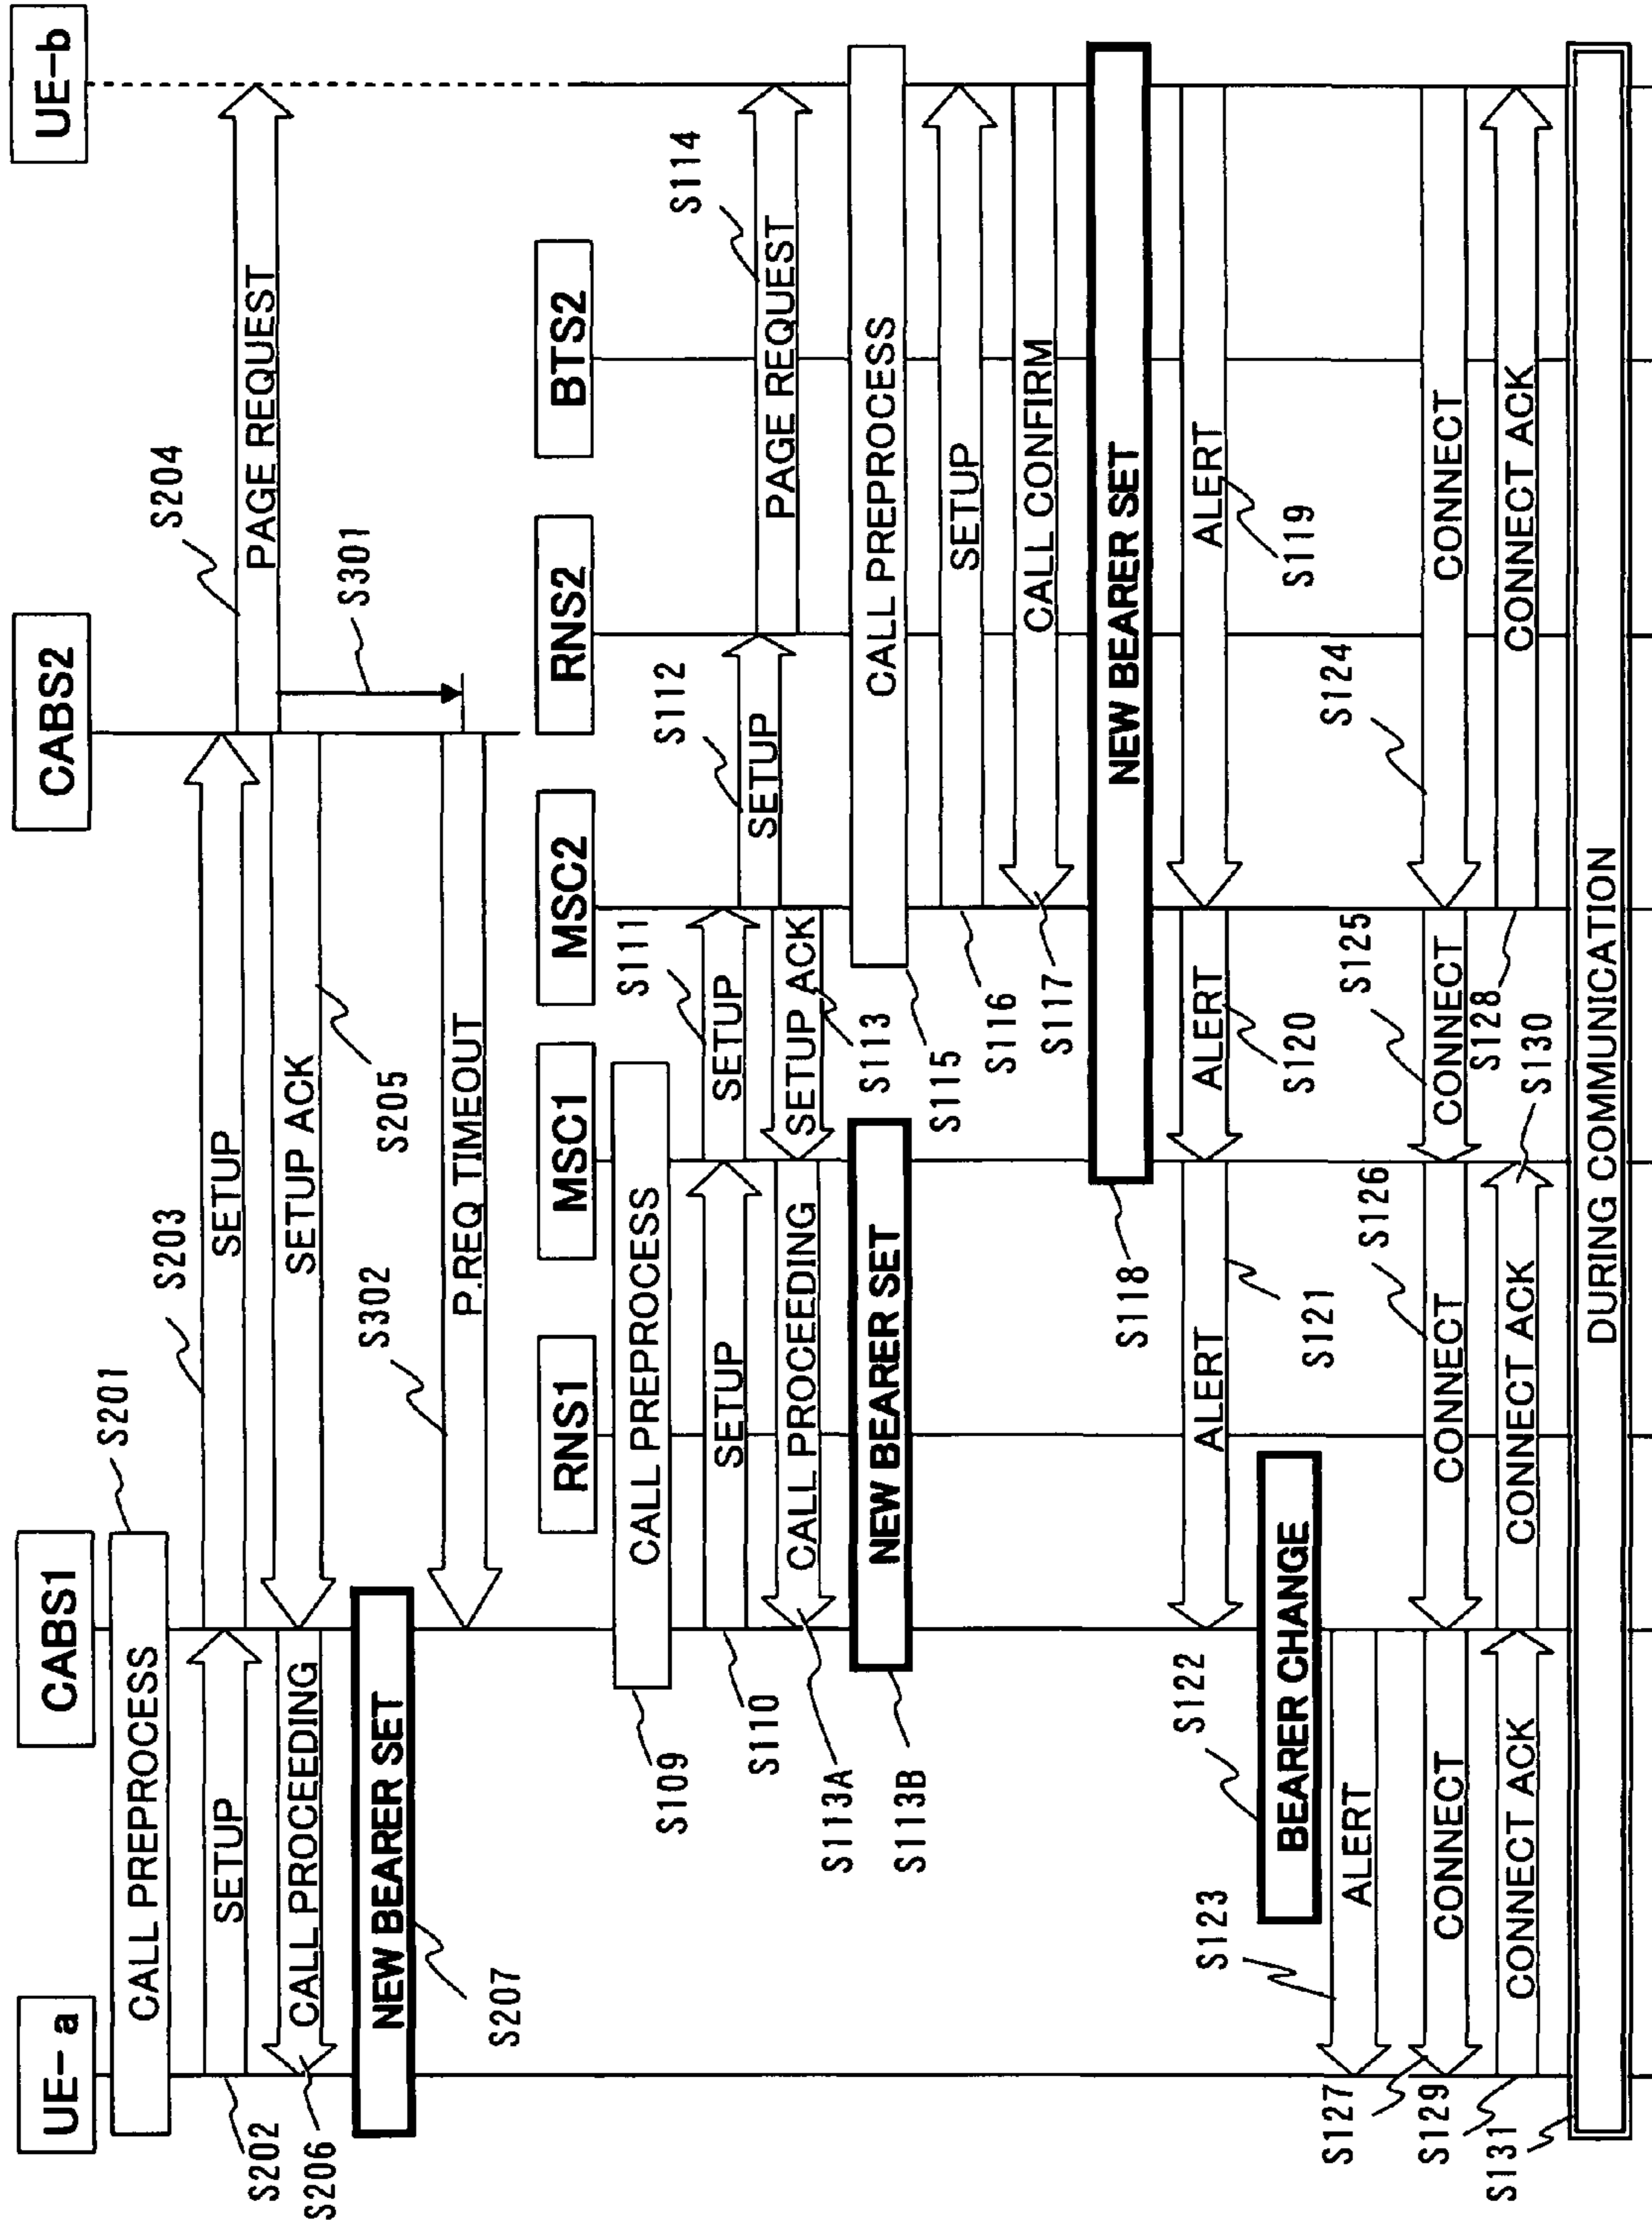 UE-a
CABS1
CABS2
UE-b
CALL PREPROCESS
S201
SETUP
S202
SETUP
S203
PAGE REQUEST
S204
SETUP ACK
S205
CALL PROCEEDING
S206
S301
NEW BEARER SET
S207
P.REQ TIMEOUT
S302
RNS1
MSC1
MSC2
RNS2
BTS2
CALL PREPROCESS
S109
SETUP
S110
SETUP
S111
SETUP
S112
PAGE REQUEST
S114
CALL PROCEEDING
S113A
SETUP ACK
S113
NEW BEARER SET
S113B
CALL PREPROCESS
S115
SETUP
S116
CALL CONFIRM
S117
NEW BEARER SET
S118
ALERT
S119
ALERT
S120
ALERT
S121
BEARER CHANGE
S122
ALERT
S123
CONNECT
S124
CONNECT
S125
CONNECT
S126
CONNECT
S127
CONNECT ACK
S128
CONNECT ACK
S129
CONNECT ACK
S130
DURING COMMUNICATION
S131